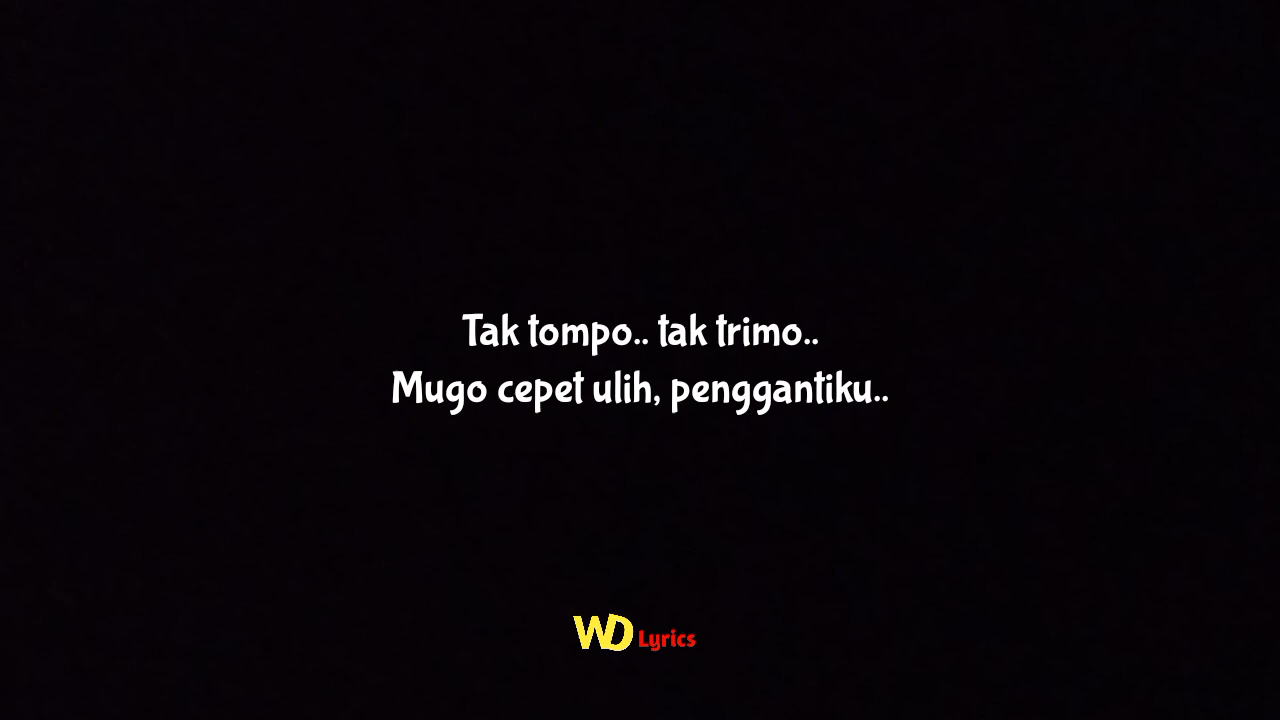 Tak tompo.. tak trimo..
Mugo cepet ulih, penggantiku..
WD Lyrics